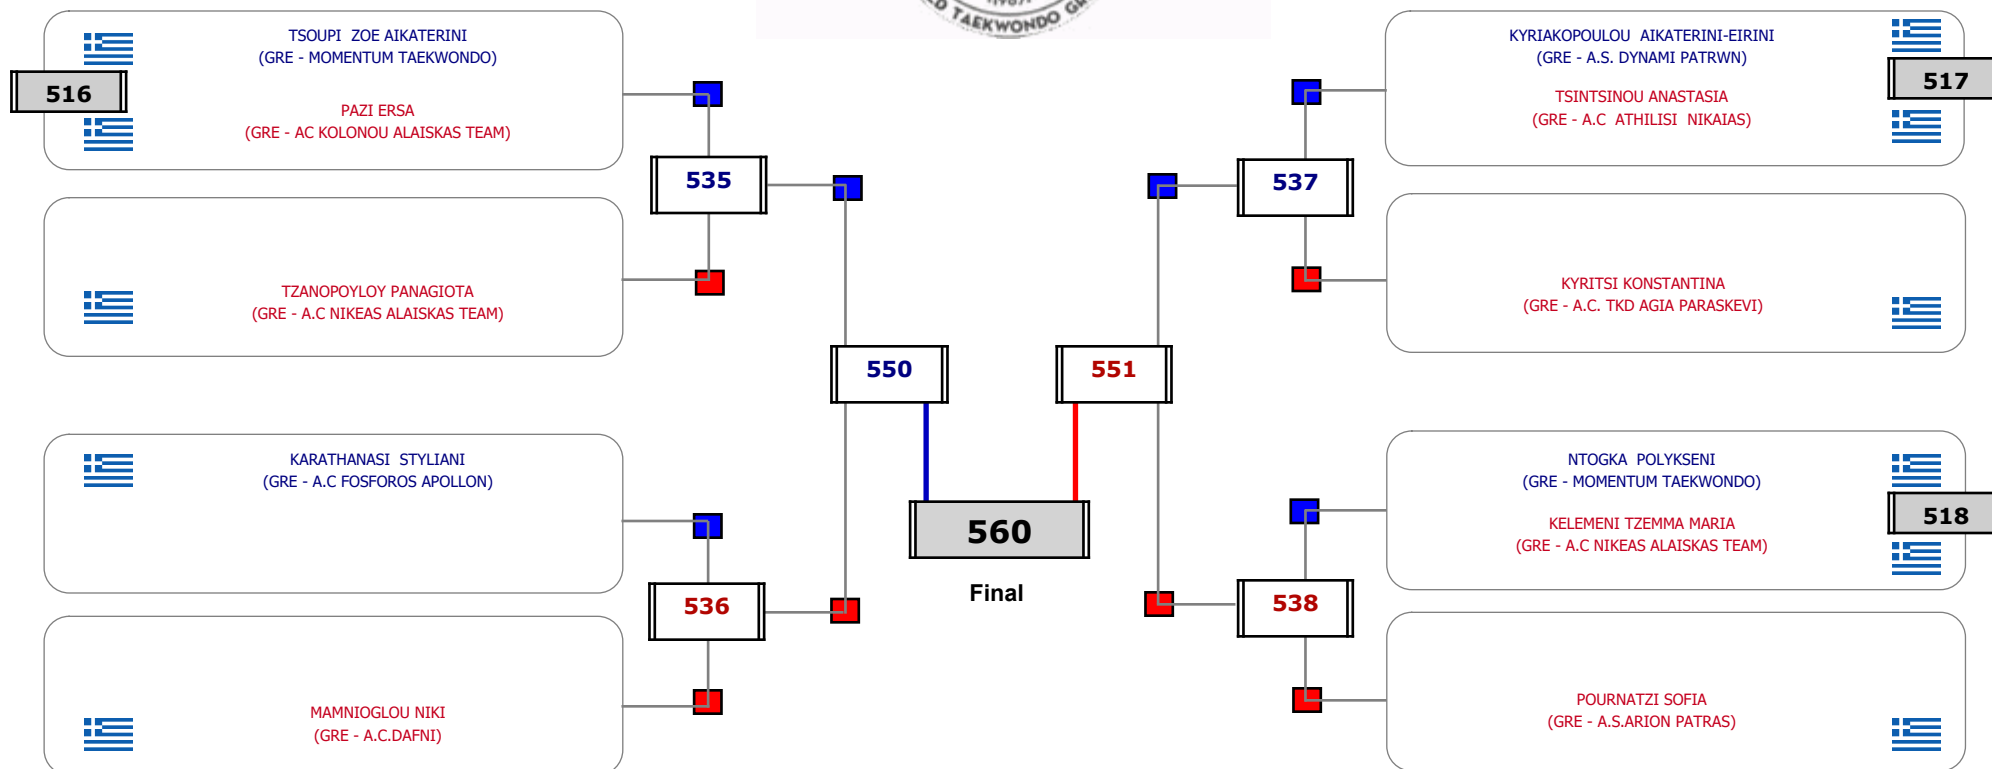 TAEKWONDO
TSOUPI  ZOE AIKATERINI
(GRE - MOMENTUM TAEKWONDO)
516
PAZI ERSA
(GRE - AC KOLONOU ALAISKAS TEAM)
TZANOPOYLOY PANAGIOTA
(GRE - A.C NIKEAS ALAISKAS TEAM)
535
KARATHANASI  STYLIANI
(GRE - A.C FOSFOROS APOLLON)
536
MAMNIOGLOU NIKI
(GRE - A.C.DAFNI)
550
551
560
Final
KYRIAKOPOULOU  AIKATERINI-EIRINI
(GRE - A.S. DYNAMI PATRWN)
517
TSINTSINOU ANASTASIA
(GRE - A.C  ATHILISI  NIKAIAS)
537
KYRITSI KONSTANTINA
(GRE - A.C. TKD AGIA PARASKEVI)
NTOGKA  POLYKSENI
(GRE - MOMENTUM TAEKWONDO)
518
KELEMENI TZEMMA MARIA
(GRE - A.C NIKEAS ALAISKAS TEAM)
538
POURNATZI SOFIA
(GRE - A.S.ARION PATRAS)